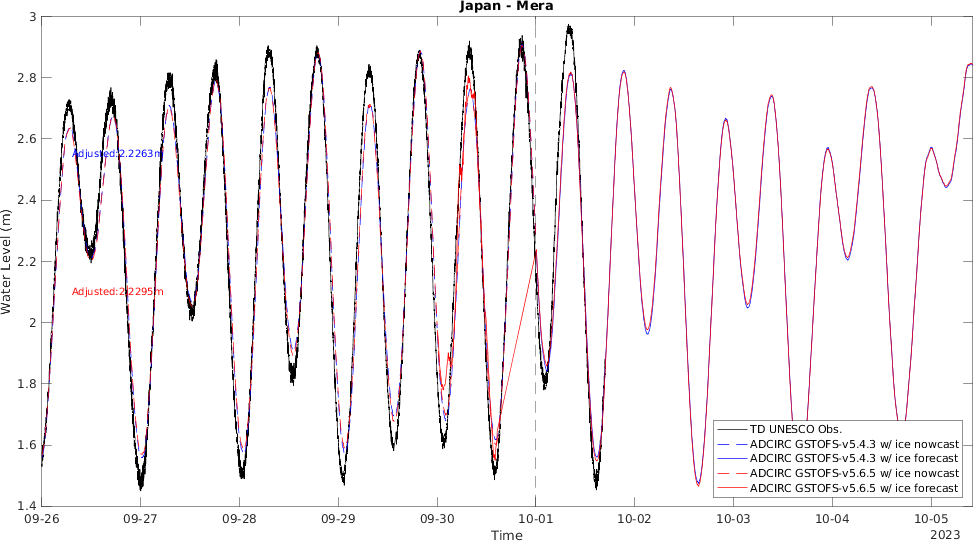 Japan - Mera
3
2.8
2.6
2.4
2.2
2
1.8
1.6
1.4
Water Level (m)
Adjusted:2.2263m
Adjusted:2.2295m
TD UNESCO Obs.
ADCIRC GSTOFS-v5.4.3 w/ ice nowcast
ADCIRC GSTOFS-v5.4.3 w/ ice forecast
ADCIRC GSTOFS-v5.6.5 w/ ice nowcast
ADCIRC GSTOFS-v5.6.5 w/ ice forecast
09-26 09-27 09-28 09-29 09-30 10-01 10-02 10-03 10-04 10-05
Time
2023